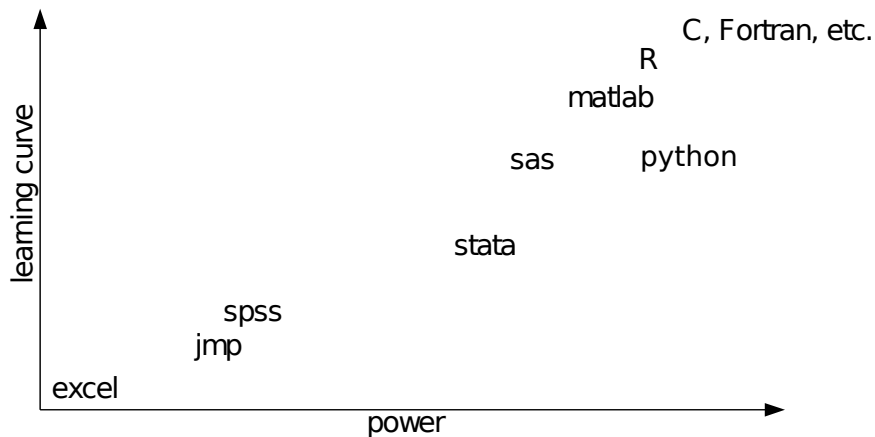 C, Fortran, etc.
R
matlab
sas
python
stata
spss
jmp
excel
learning curve
power